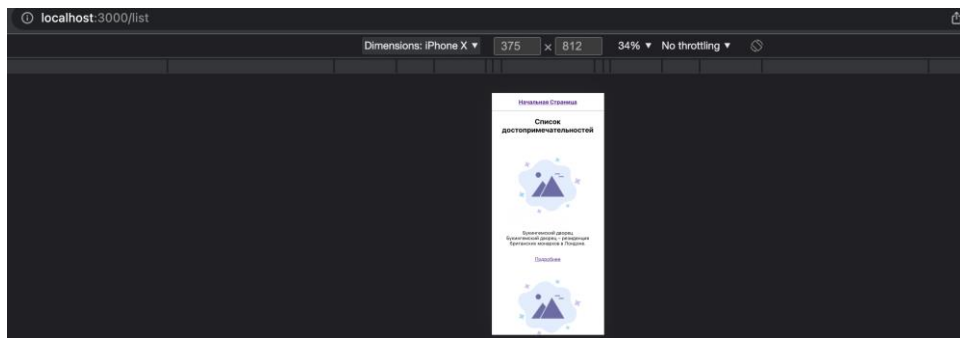 localhost:3000/list
Dimensions: iPhone X ▼ 375 × 812 34% ▼ No throttling ▼
Начальная Страница
Список
достопримечательностей
Букингемский дворец
Букингемский дворец – резиденция
британских монархов в Лондоне.
Подробнее